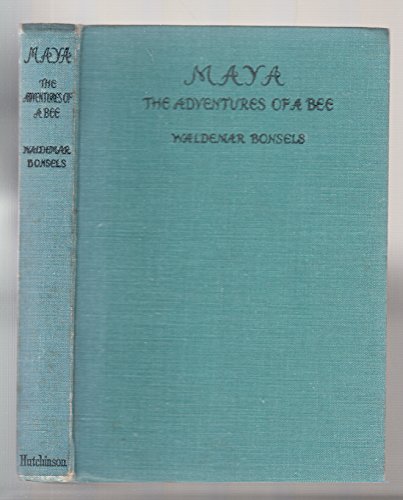 MAYA
THE
ADVENTURES OF
A BEE
WALDEMAR
BONSELS
Hutchinson
MAYA
THE ADVENTURES OF A BEE
WALDEMAR BONSELS